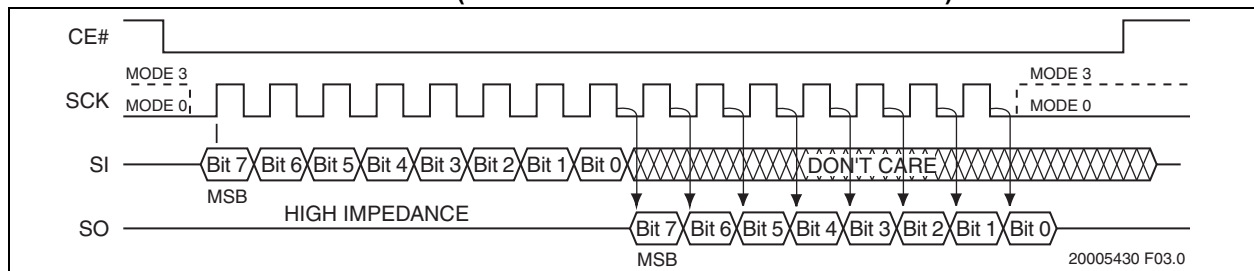 CE#
MODE 3 MODE 3
SCK MODE 0 MODE 0
SI Bit 7 Bit 6 Bit 5 Bit 4 Bit 3 Bit 2 Bit 1 Bit 0 DON'T CARE
MSB
HIGH IMPEDANCE
SO Bit 7 Bit 6 Bit 5 Bit 4 Bit 3 Bit 2 Bit 1 Bit 0
MSB
20005430 F03.0